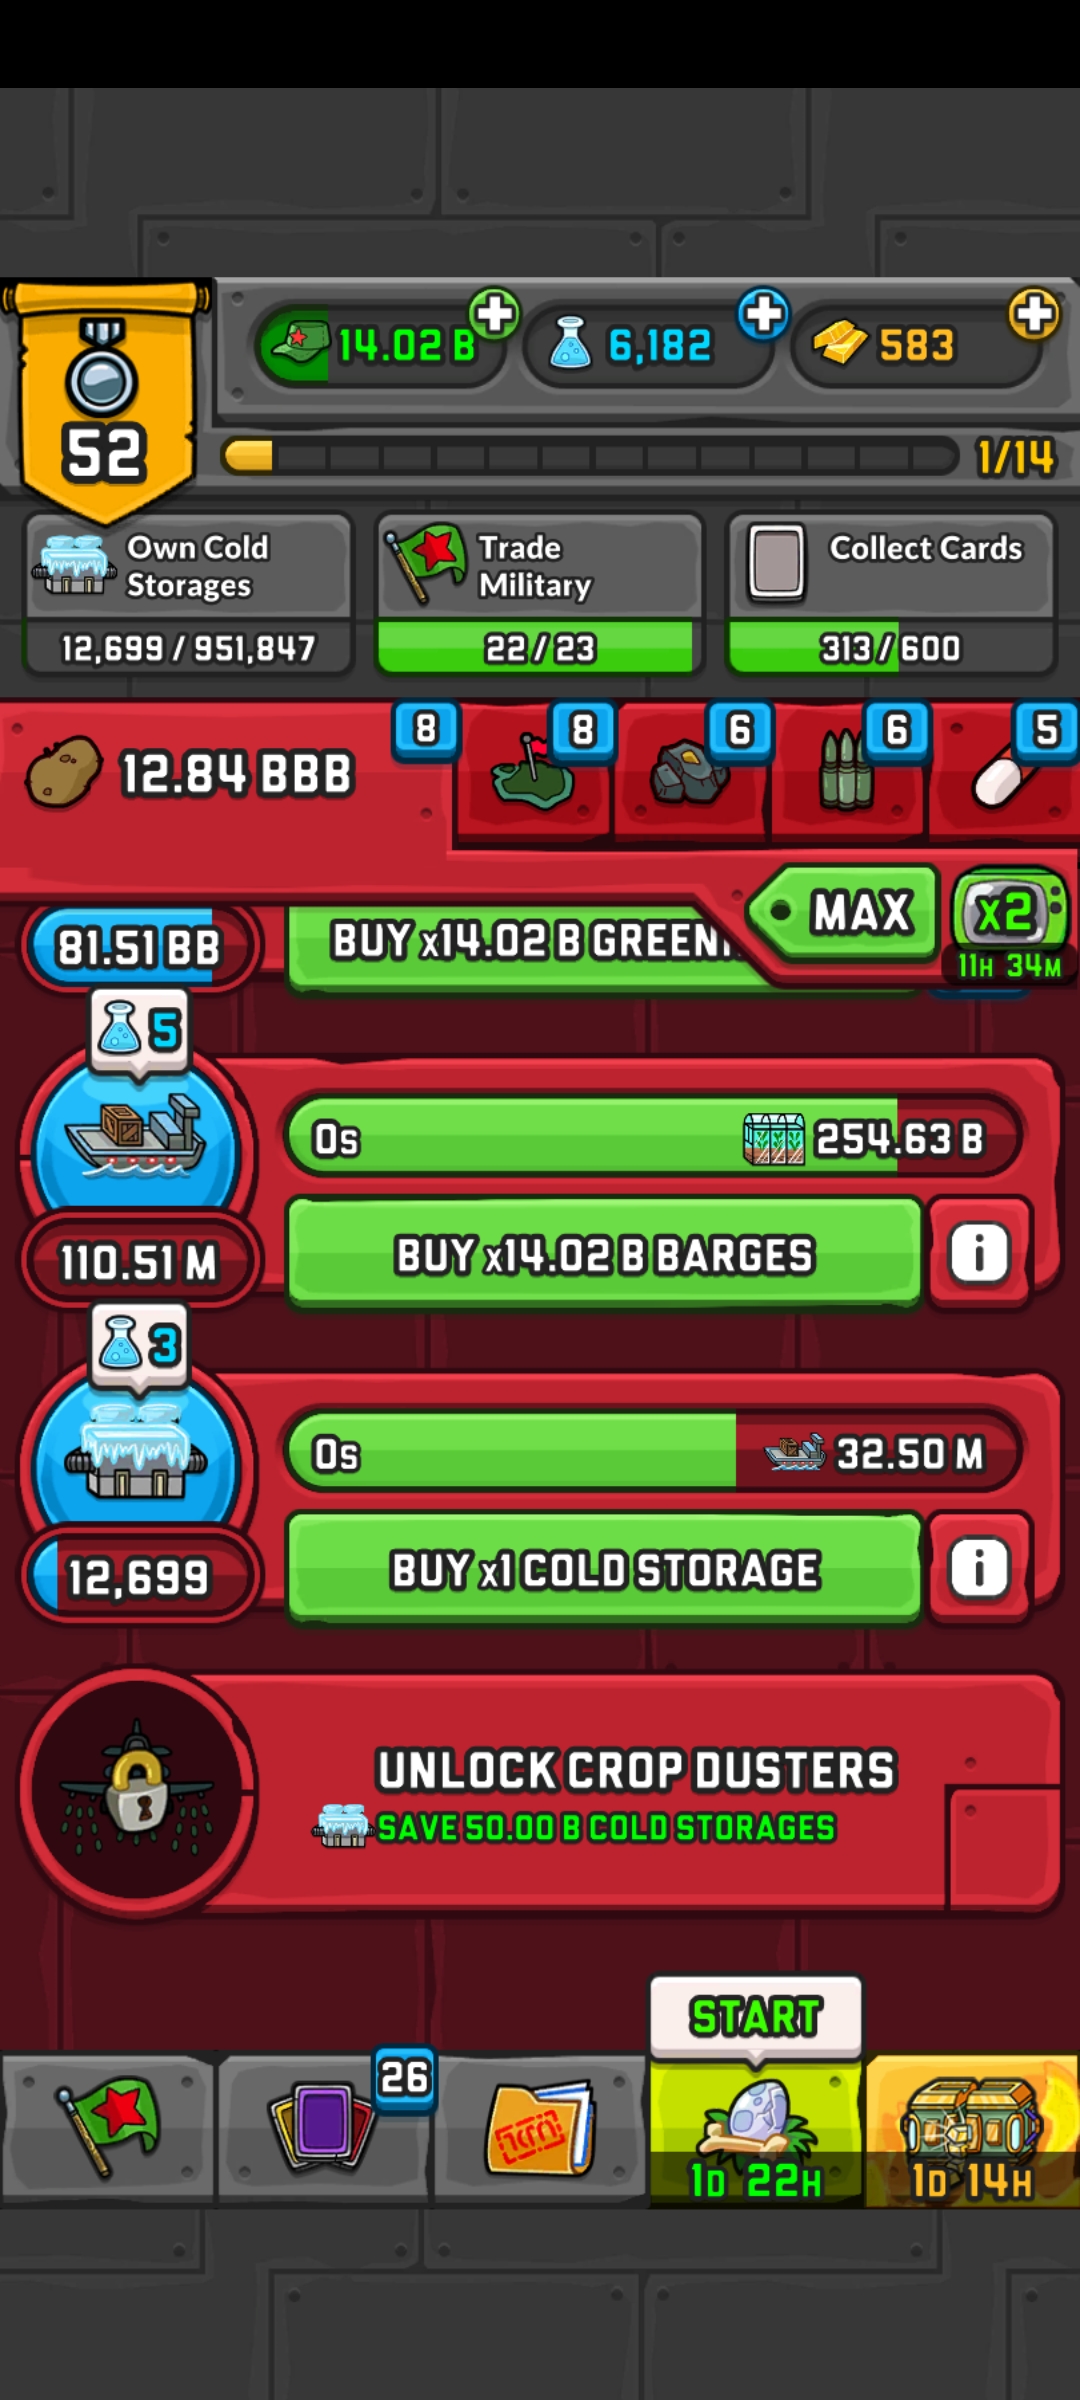 52
14.02 B
6,182
583
1/14
Own Cold
Storages
12,699 / 951,847
Trade
Military
22/23
Collect Cards
313/600
12.84 BBB
8
8
6
6
5
MAX
x2
11H 34M
81.51 BB
BUY x14.02 B
5
0s
254.63 B
110.51 M
BUY x14.02 B BARGES
i
3
0s
32.50 M
12,699
BUY x1 COLD STORAGE
i
UNLOCK CROP DUSTERS
SAVE 50.00 B COLD STORAGES
START
26
1D 22H
1D 14H